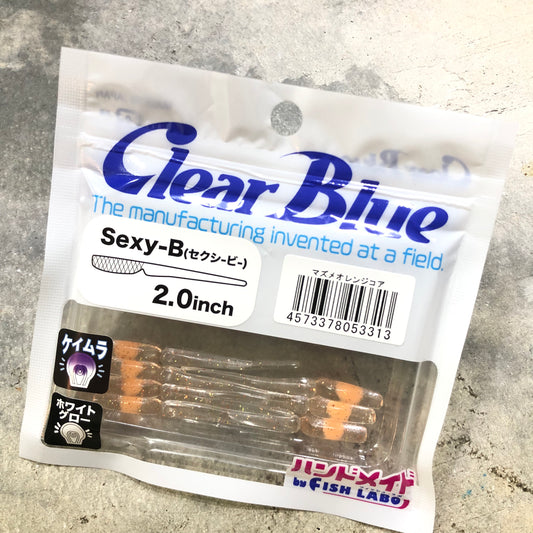 Clear Blue
The manufacturing invented at a field.
Sexy-B(セクシービー)
2.0inch
マズメオレンジコア
4573378053313
ケイムラ
ホワイト
グロー
ハンドメイド
by FISH LABO